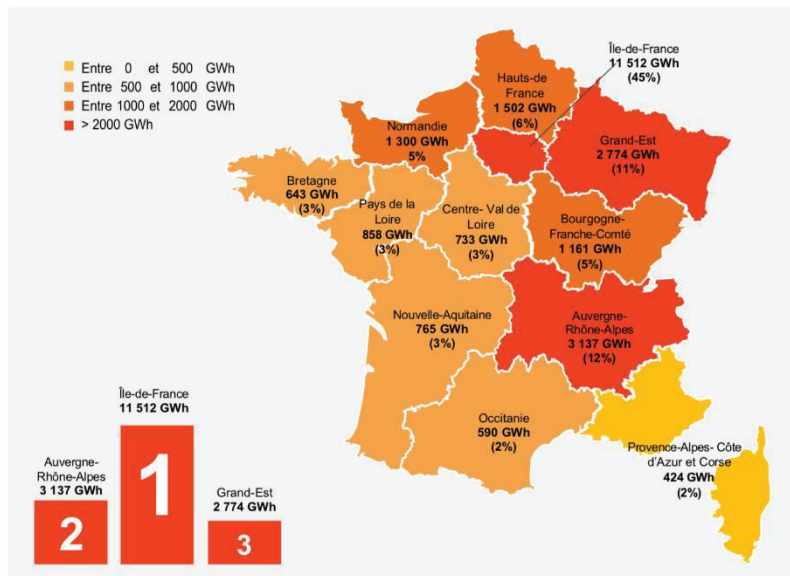 Entre 0 et 500 GWh
Entre 500 et 1000 GWh
Entre 1000 et 2000 GWh
> 2000 GWh
Île-de-France
11 512 GWh
(45%)
Hauts-de
France
1 502 GWh
(6%)
Normandie
1 300 GWh
5%
Grand-Est
2 774 GWh
(11%)
Bretagne
643 GWh
(3%)
Pays de la
Loire
858 GWh
(3%)
Centre- Val de
Loire
733 GWh
(3%)
Bourgogne-
Franche-Comté
1 161 GWh
(5%)
Nouvelle-Aquitaine
765 GWh
(3%)
Auvergne-
Rhône-Alpes
3 137 GWh
(12%)
Occitanie
590 GWh
(2%)
Provence-Alpes- Côte
d'Azur et Corse
424 GWh
(2%)
Île-de-France
11 512 GWh
1
Auvergne-
Rhône-Alpes
3 137 GWh
2
Grand-Est
2 774 GWh
3